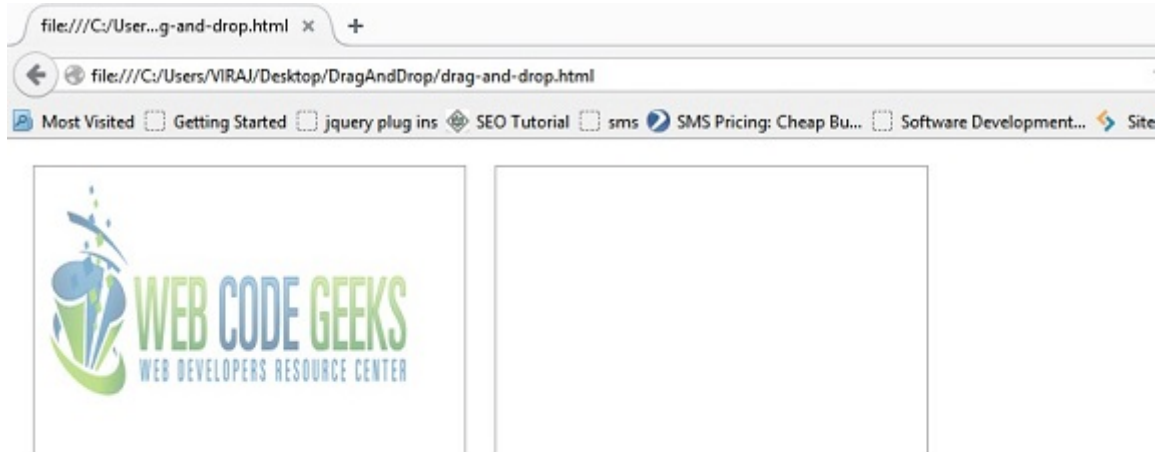 file:///C:/User...g-and-drop.html
file:///C:/Users/VIRAJ/Desktop/DragAndDrop/drag-and-drop.html
Most Visited Getting Started jquery plug ins SEO Tutorial sms SMS Pricing: Cheap Bu... Software Development... Site
WEB CODE GEEKS
WEB DEVELOPERS RESOURCE CENTER